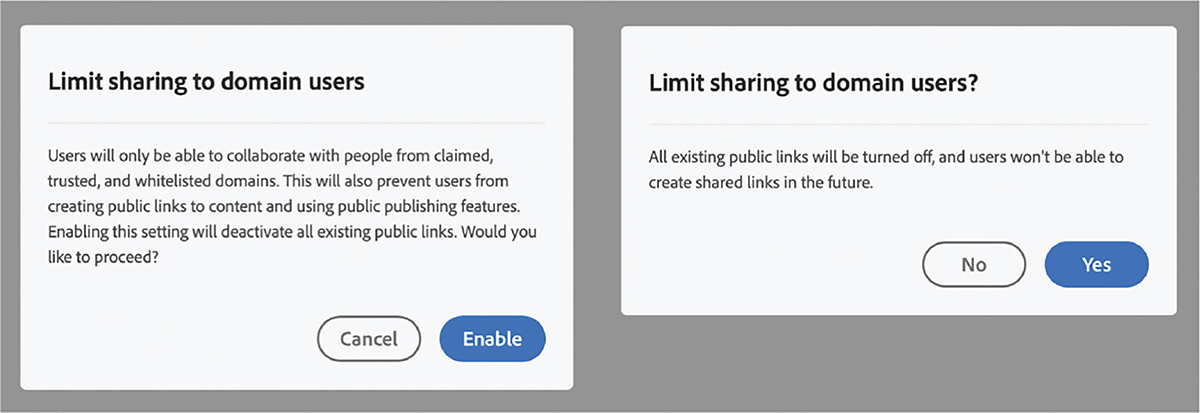 Limit sharing to domain users
Users will only be able to collaborate with people from claimed,
trusted, and whitelisted domains. This will also prevent users from
creating public links to content and using public publishing features.
Enabling this setting will deactivate all existing public links. Would you
like to proceed?
Cancel
Enable
Limit sharing to domain users?
All existing public links will be turned off, and users won't be able to
create shared links in the future.
No
Yes